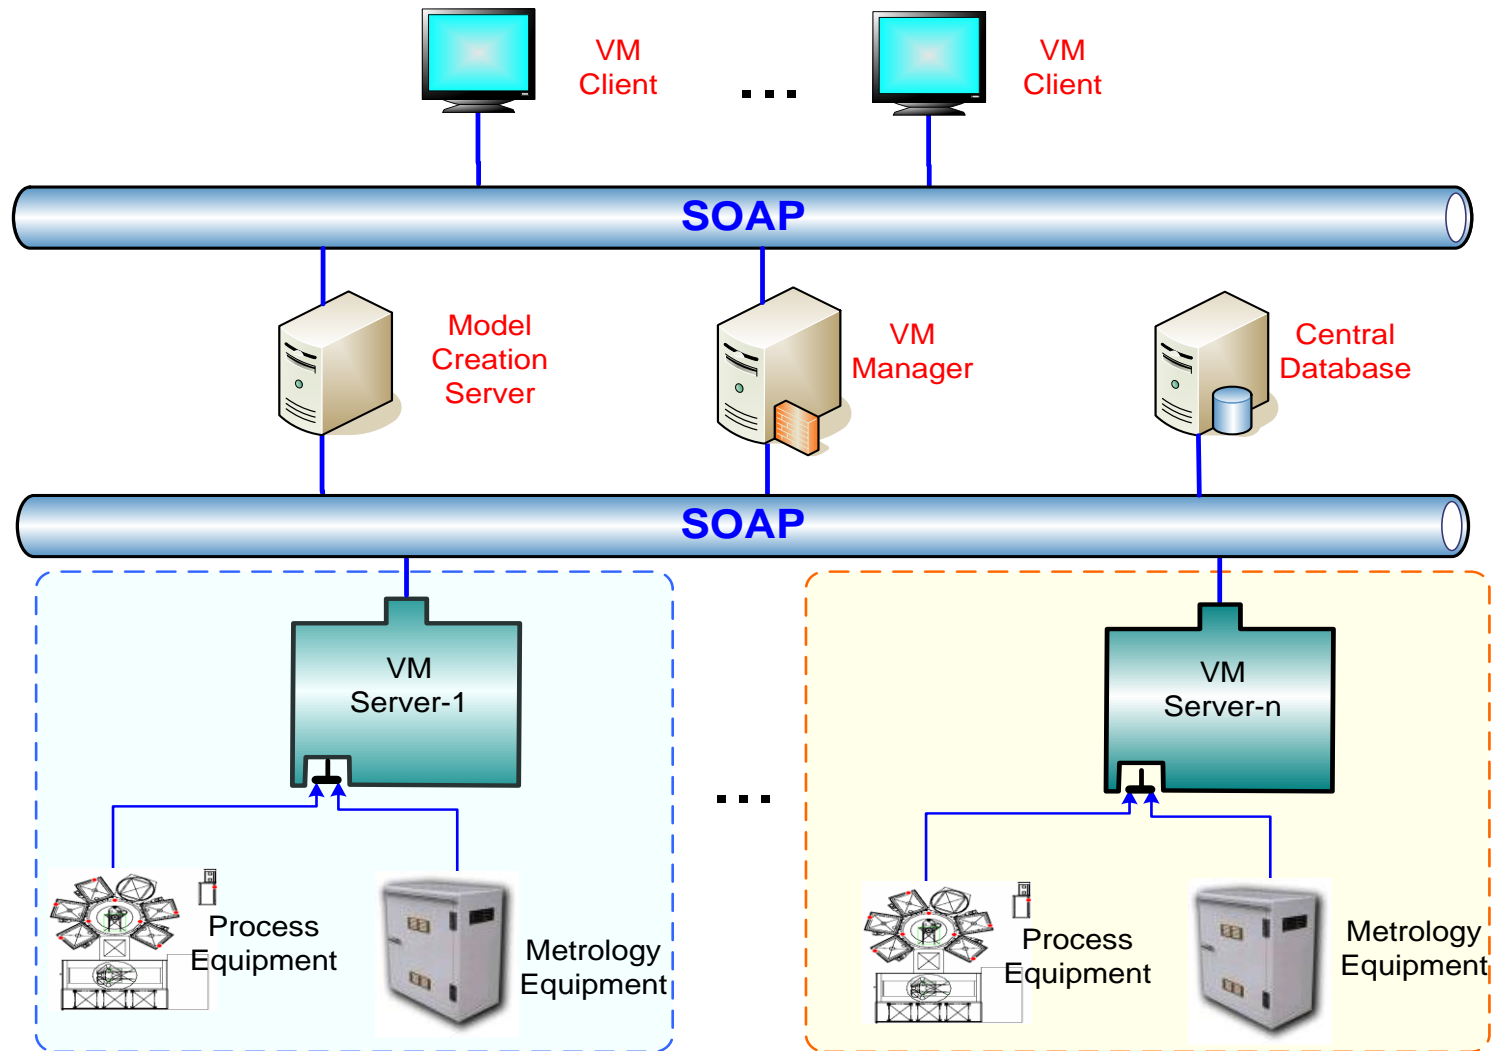 VM
Client
...
VM
Client
SOAP
Model
Creation
Server
VM
Manager
Central
Database
SOAP
VM
Server-1
VM
Server-n
...
Process
Equipment
Metrology
Equipment
Process
Equipment
Metrology
Equipment